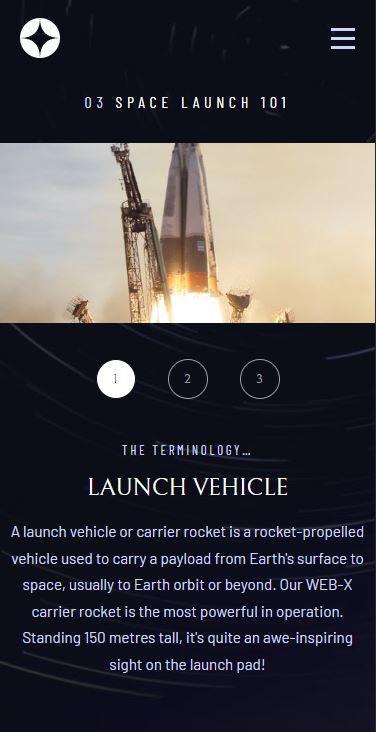 03 SPACE LAUNCH 101
1 2 3
THE TERMINOLOGY...
LAUNCH VEHICLE
A launch vehicle or carrier rocket is a rocket-propelled
vehicle used to carry a payload from Earth's surface to
space, usually to Earth orbit or beyond. Our WEB-X
carrier rocket is the most powerful in operation.
Standing 150 metres tall, it's quite an awe-inspiring
sight on the launch pad!